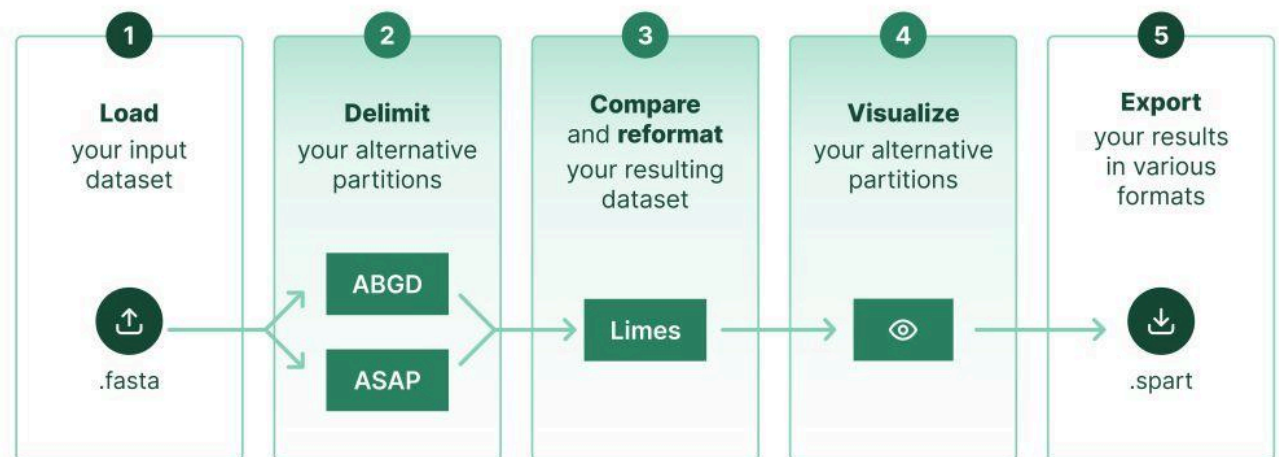 1
Load
your input
dataset
.fasta
2
Delimit
your alternative
partitions
ABGD
ASAP
3
Compare
and reformat
your resulting
dataset
Limes
4
Visualize
your alternative
partitions
5
Export
your results
in various
formats
.spart